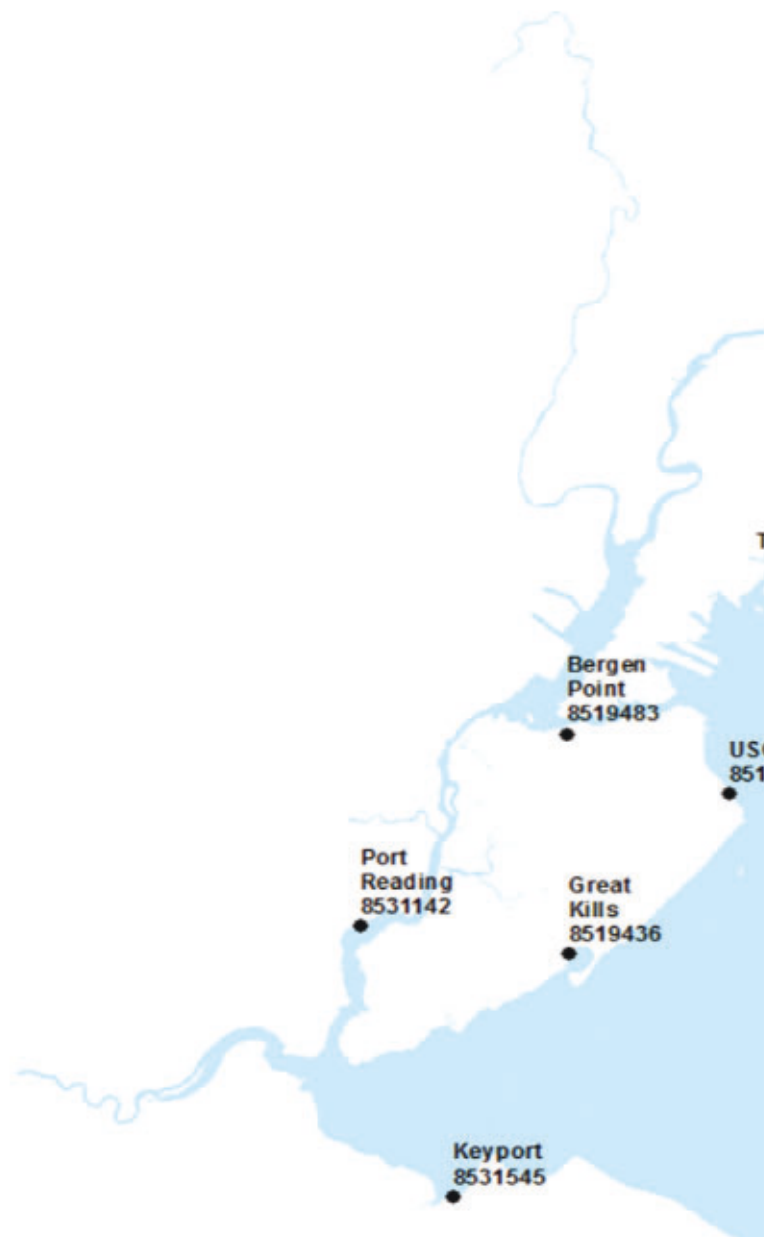 Bergen
Point
8519483
Port
Reading
8531142
Great
Kills
8519436
Keyport
8531545